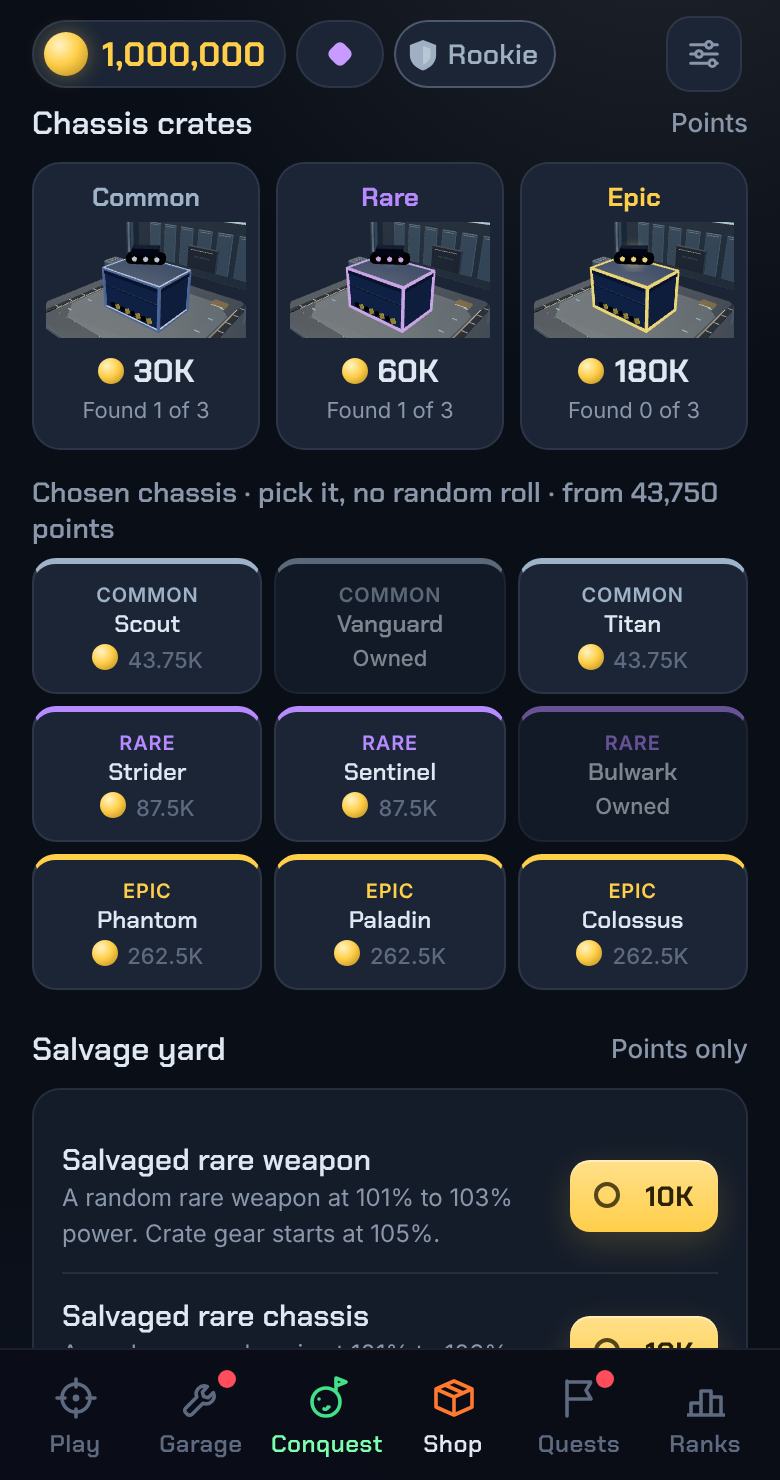 1,000,000
Rookie
Chassis crates
Points
Common
Rare
Epic
30K
60K
180K
Found 1 of 3
Found 1 of 3
Found 0 of 3
Chosen chassis · pick it, no random roll · from 43,750
points
COMMON
Scout
43.75K
COMMON
Vanguard
Owned
COMMON
Titan
43.75K
RARE
Strider
87.5K
RARE
Sentinel
87.5K
RARE
Bulwark
Owned
EPIC
Phantom
262.5K
EPIC
Paladin
262.5K
EPIC
Colossus
262.5K
Salvage yard
Points only
Salvaged rare weapon
A random rare weapon at 101% to 103%
power. Crate gear starts at 105%.
10K
Salvaged rare chassis
Play
Garage
Conquest
Shop
Quests
Ranks